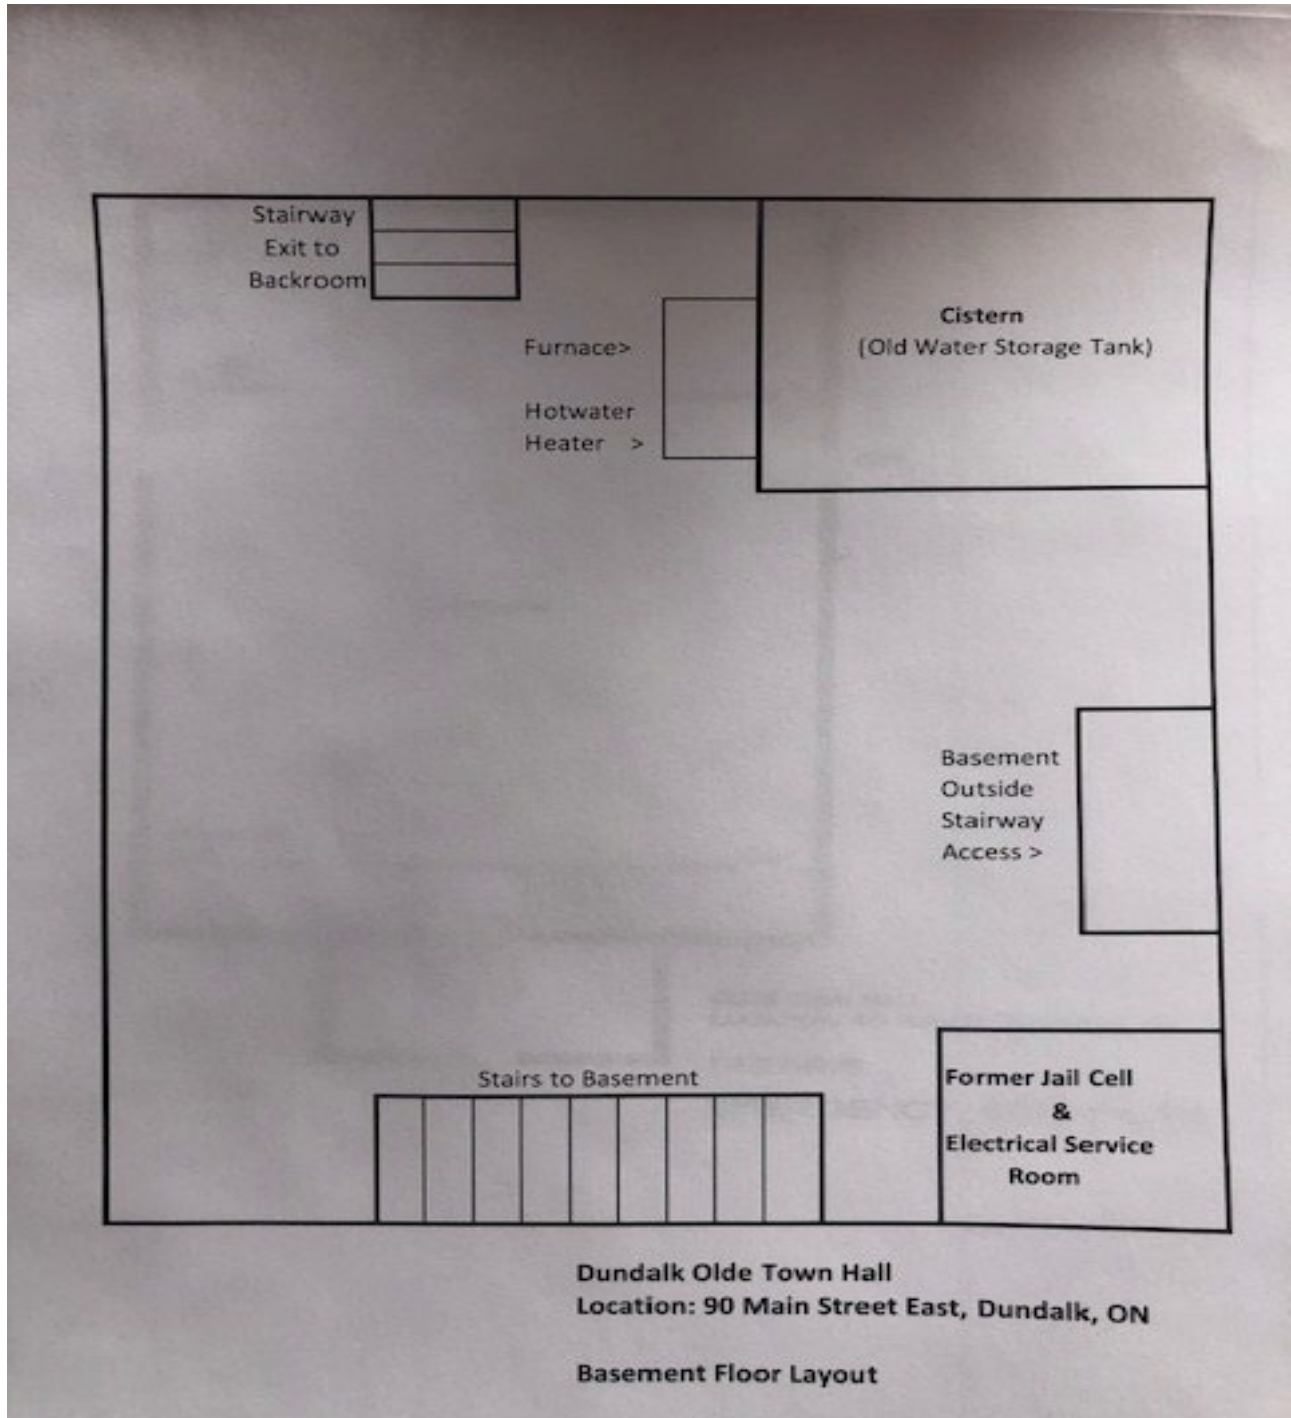 Stairway
Exit to
Backroom
Cistern
(Old Water Storage Tank)
Furnace>
Hotwater
Heater >
Basement
Outside
Stairway
Access >
Stairs to Basement
Former Jail Cell
&
Electrical Service
Room
Dundalk Olde Town Hall
Location: 90 Main Street East, Dundalk, ON
Basement Floor Layout